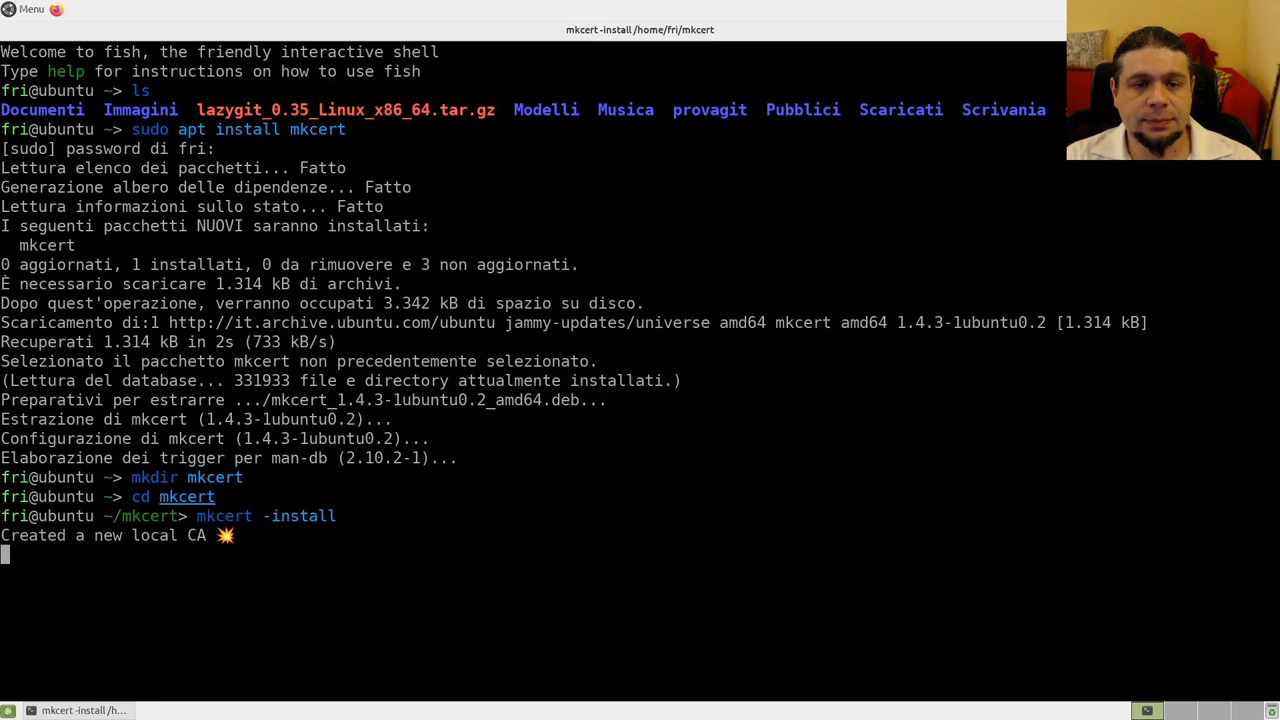 Menu
mkcert -install /home/fri/mkcert
Welcome to fish, the friendly interactive shell
Type help for instructions on how to use fish
fri@ubuntu ~> ls
Documenti  Immagini  lazygit_0.35_Linux_x86_64.tar.gz  Modelli  Musica  provagit  Pubblici  Scaricati  Scrivania
fri@ubuntu ~> sudo apt install mkcert
[sudo] password di fri:
Lettura elenco dei pacchetti... Fatto
Generazione albero delle dipendenze... Fatto
Lettura informazioni sullo stato... Fatto
I seguenti pacchetti NUOVI saranno installati:
  mkcert
0 aggiornati, 1 installati, 0 da rimuovere e 3 non aggiornati.
È necessario scaricare 1.314 kB di archivi.
Dopo quest'operazione, verranno occupati 3.342 kB di spazio su disco.
Scaricamento di:1 http://it.archive.ubuntu.com/ubuntu jammy-updates/universe amd64 mkcert amd64 1.4.3-1ubuntu0.2 [1.314 kB]
Recuperati 1.314 kB in 2s (733 kB/s)
Selezionato il pacchetto mkcert non precedentemente selezionato.
(Lettura del database... 331933 file e directory attualmente installati.)
Preparativi per estrarre .../mkcert_1.4.3-1ubuntu0.2_amd64.deb...
Estrazione di mkcert (1.4.3-1ubuntu0.2)...
Configurazione di mkcert (1.4.3-1ubuntu0.2)...
Elaborazione dei trigger per man-db (2.10.2-1)...
fri@ubuntu ~> mkdir mkcert
fri@ubuntu ~> cd mkcert
fri@ubuntu ~/mkcert> mkcert -install
Created a new local CA 💥
mkcert -install /h...